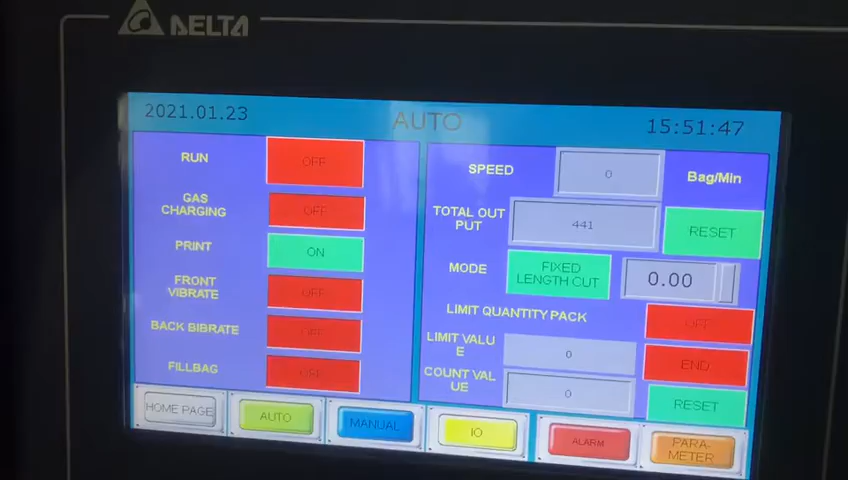 DELTA
2021.01.23
AUTO
15:51:47
RUN
OFF
GAS
CHARGING
OFF
PRINT
ON
FRONT
VIBRATE
OFF
BACK BIBRATE
OFF
FILLBAG
OFF
SPEED
0
Bag/Min
TOTAL OUT
PUT
441
RESET
MODE
FIXED
LENGTH CUT
0.00
LIMIT QUANTITY PACK
OFF
LIMIT VALU
E
0
END
COUNT VAL
UE
0
RESET
HOME PAGE
AUTO
MANUAL
IO
ALARM
PARA-
METER